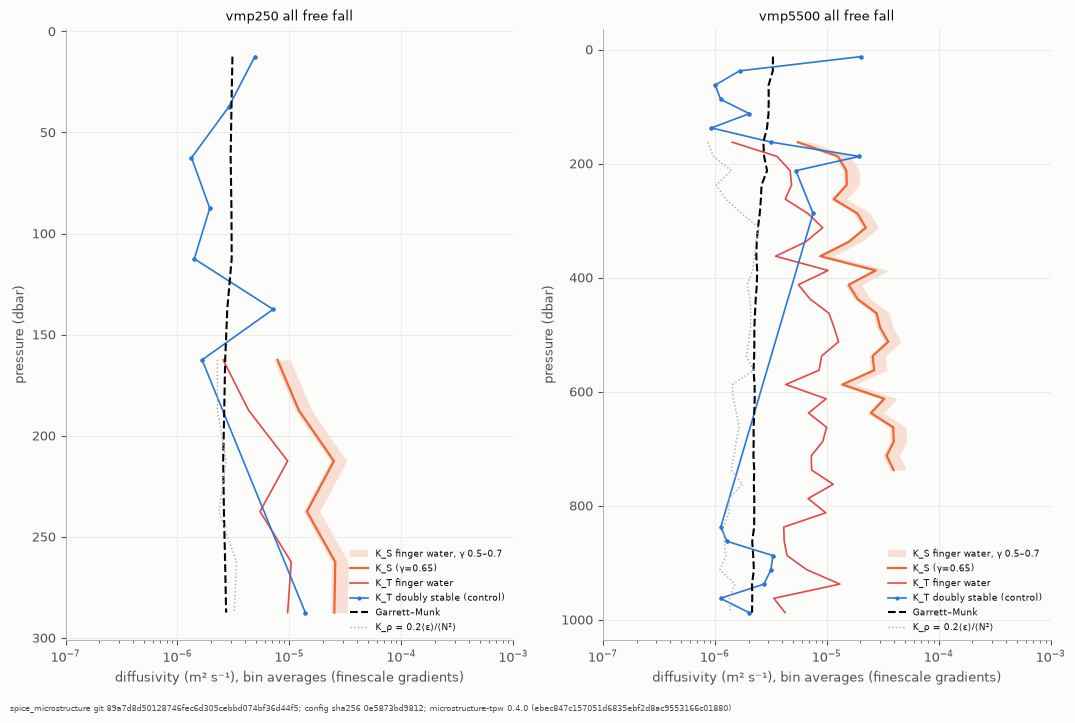 vmp250 all free fall
0
50
100
150
200
250
300
pressure (dbar)
10⁻⁷
10⁻⁶
10⁻⁵
10⁻⁴
10⁻³
diffusivity (m² s⁻¹), bin averages (finescale gradients)
K_S finger water, γ 0.5–0.7
K_S (γ=0.65)
K_T finger water
K_T doubly stable (control)
Garrett–Munk
K_ρ = 0.2⟨ε⟩/⟨N²⟩
vmp5500 all free fall
0
200
400
600
800
1000
pressure (dbar)
10⁻⁷
10⁻⁶
10⁻⁵
10⁻⁴
10⁻³
diffusivity (m² s⁻¹), bin averages (finescale gradients)
K_S finger water, γ 0.5–0.7
K_S (γ=0.65)
K_T finger water
K_T doubly stable (control)
Garrett–Munk
K_ρ = 0.2⟨ε⟩/⟨N²⟩
spice_microstructure git 89a7d8d50128746fec6d305cebbd074bf36d44f5; config sha256 0e5873bd9812; microstructure-tpw 0.4.0 (ebec847c157051d6835ebf2d8ac9553166c01880)